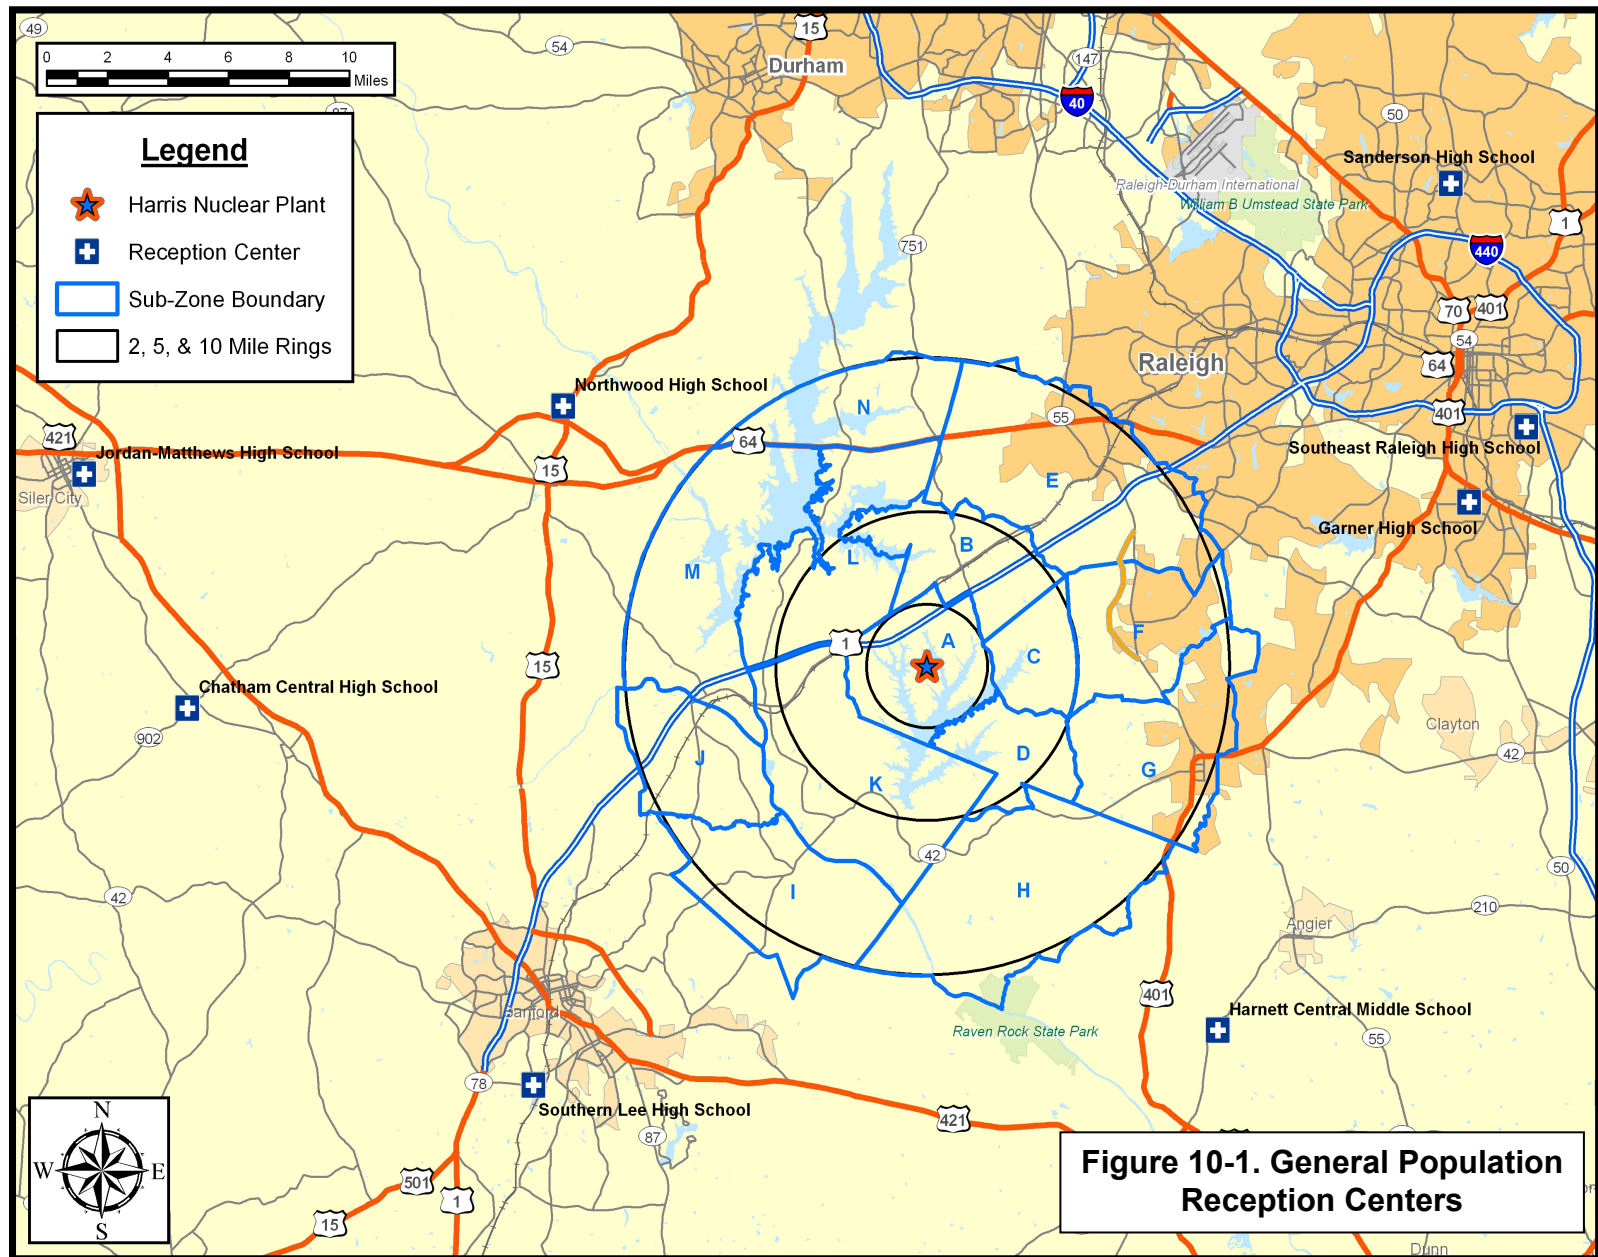 49
54
15
Durham
147
40
50
0 2 4 6 8 10
Miles
Legend
Harris Nuclear Plant
Reception Center
Sub-Zone Boundary
2, 5, & 10 Mile Rings
Sanderson High School
Raleigh-Durham International
William B Umstead State Park
1
751
440
70
401
54
64
Raleigh
Northwood High School
N
55
401
421
64
Jordan-Matthews High School
15
Siler City
Southeast Raleigh High School
E
Garner High School
B
L
M
F
1
A
C
15
Chatham Central High School
902
Clayton
42
J
D
G
K
42
50
42
I
H
210
Angier
Sanford
401
Harnett Central Middle School
Raven Rock State Park
55
78
Southern Lee High School
421
87
N
W E
S
501
1
15
Figure 10-1. General Population
Reception Centers
Dunn